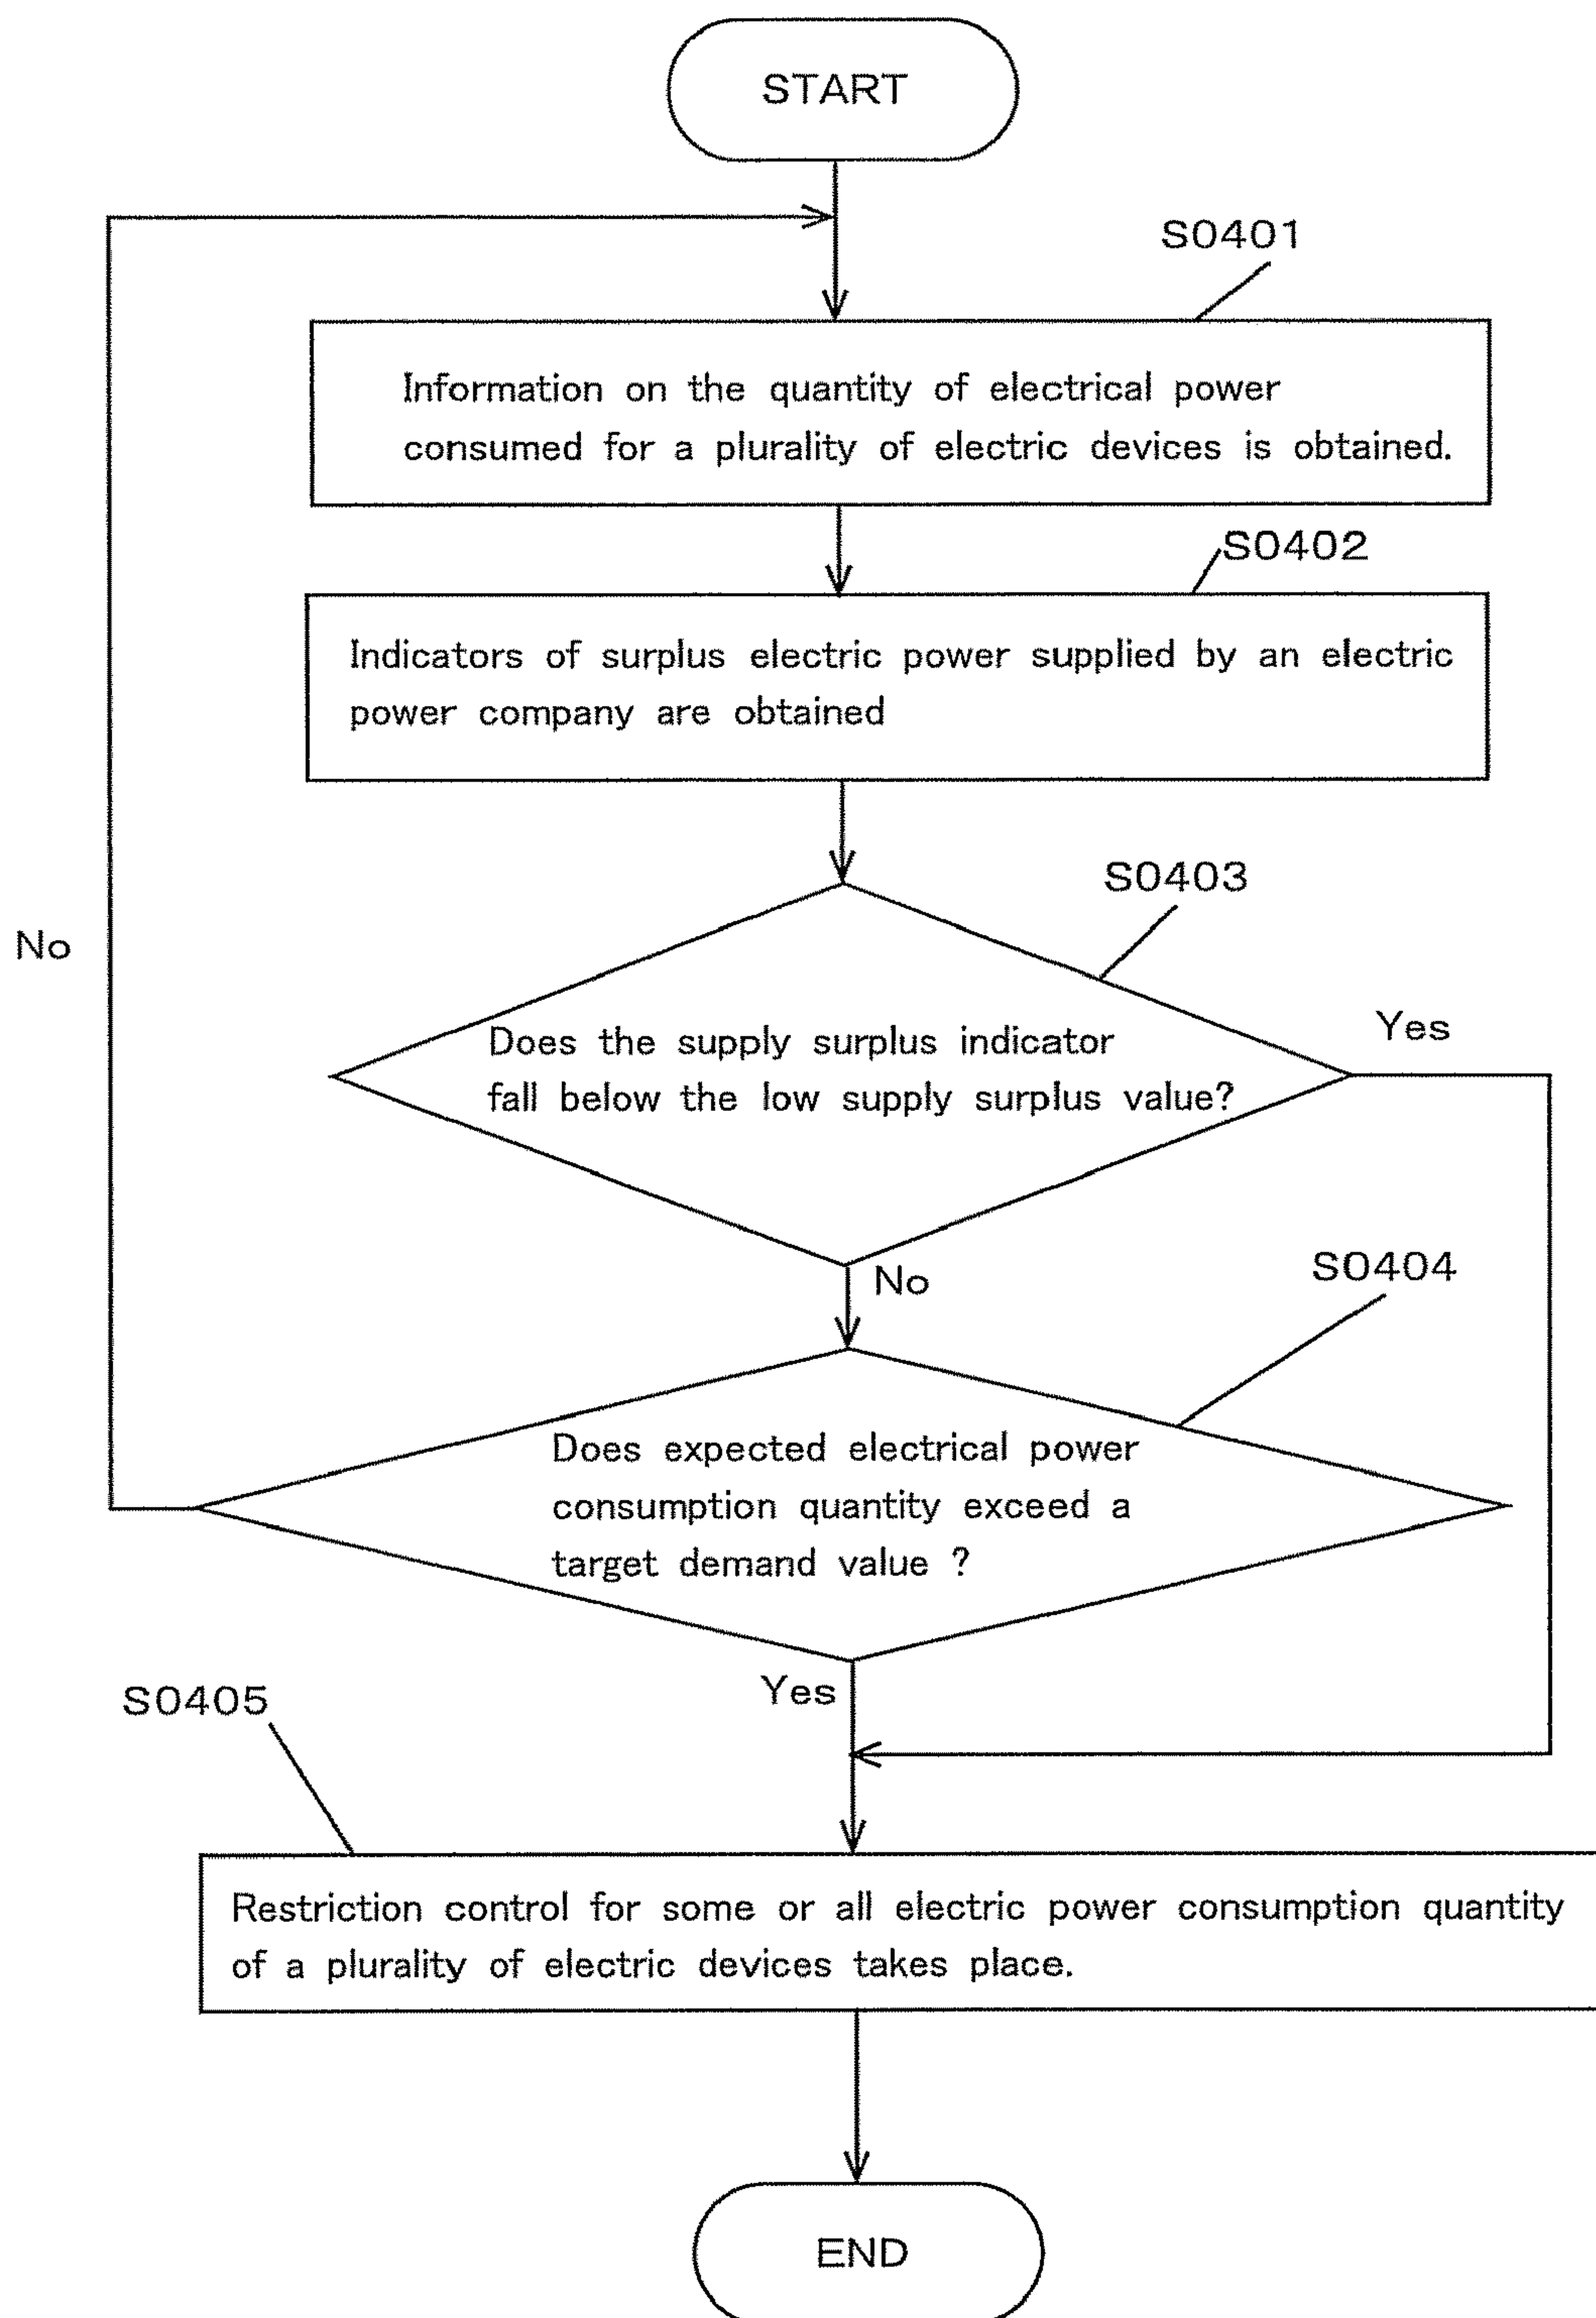 START
S0401
Information on the quantity of electrical power
consumed for a plurality of electric devices is obtained.
S0402
Indicators of surplus electric power supplied by an electric
power company are obtained
S0403
No
Yes
Does the supply surplus indicator
fall below the low supply surplus value?
No
S0404
Does expected electrical power
consumption quantity exceed a
target demand value ?
Yes
S0405
Restriction control for some or all electric power consumption quantity
of a plurality of electric devices takes place.
END